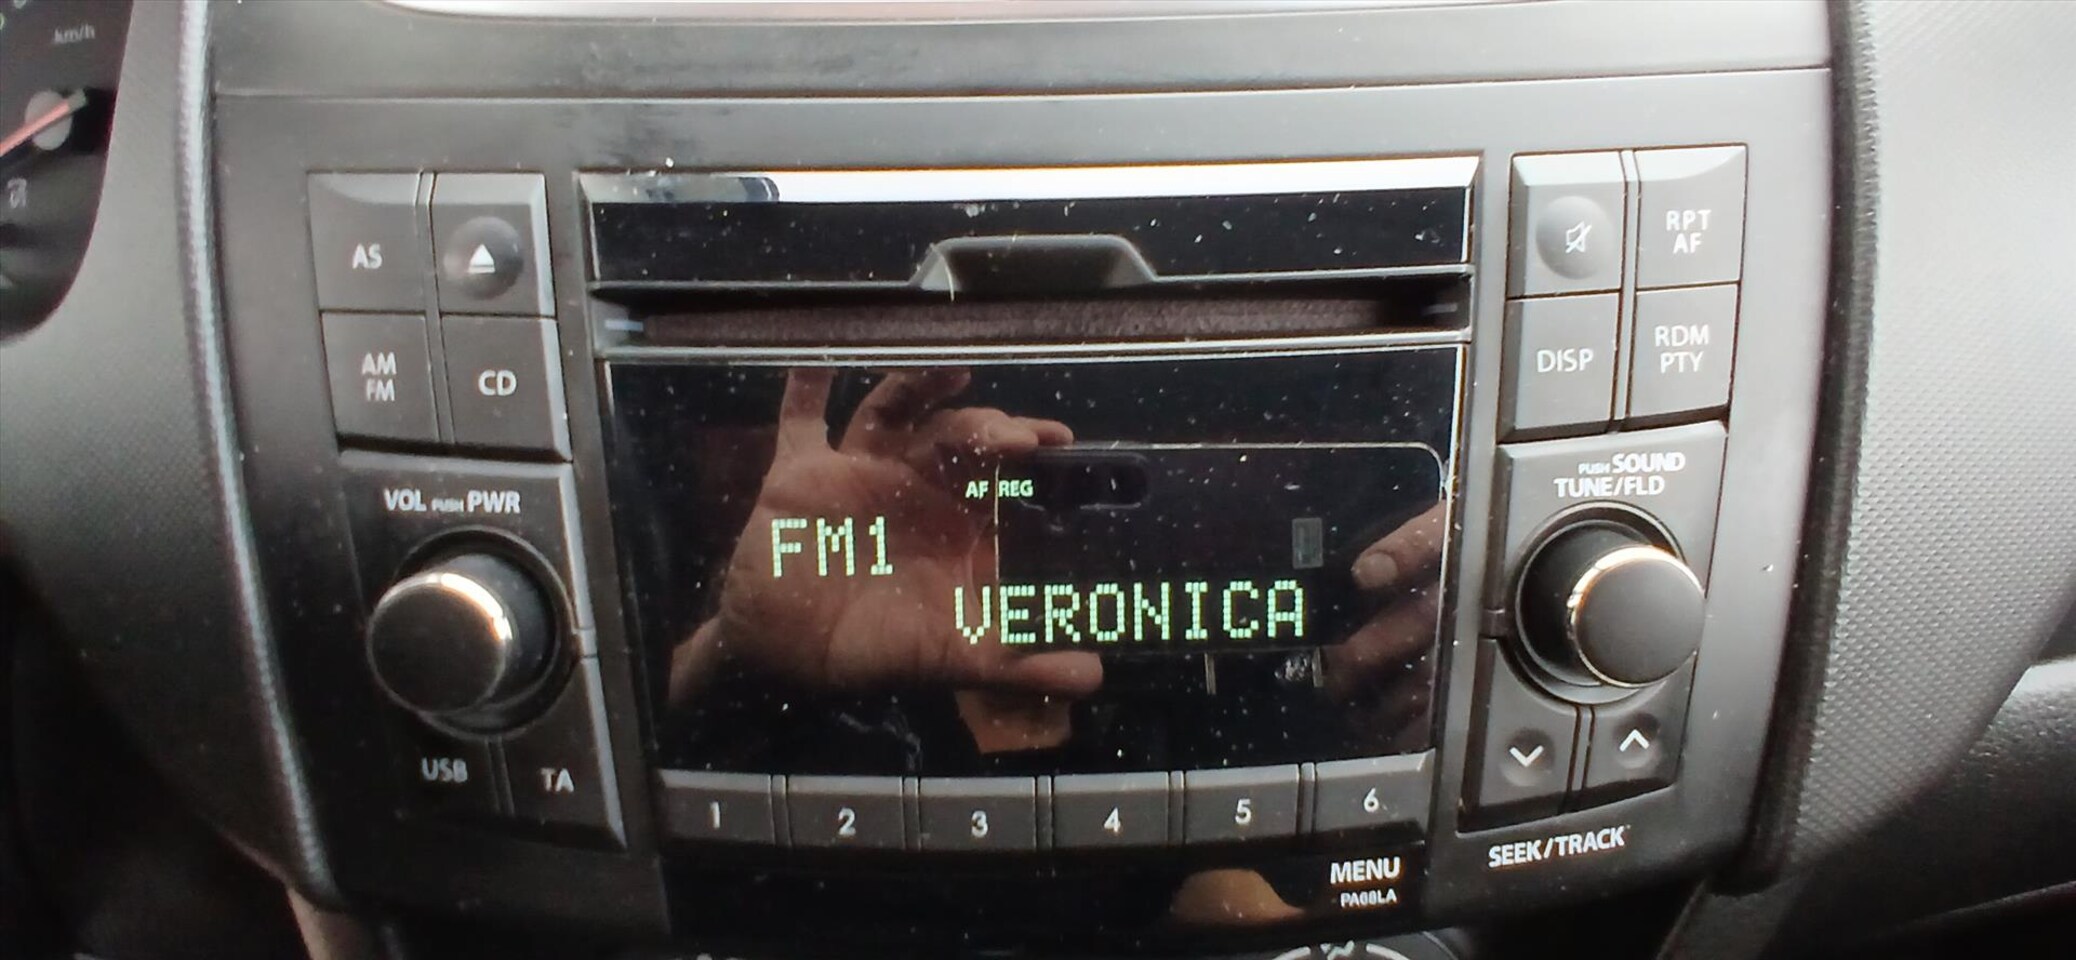 km/h
AS
RPT
AF
AM
FM
CD
DISP
RDM
PTY
VOL PUSH PWR
PUSH SOUND
TUNE/FLD
AF REG
FM1
VERONICA
USB
TA
1
2
3
4
5
6
SEEK/TRACK
MENU
PA08LA